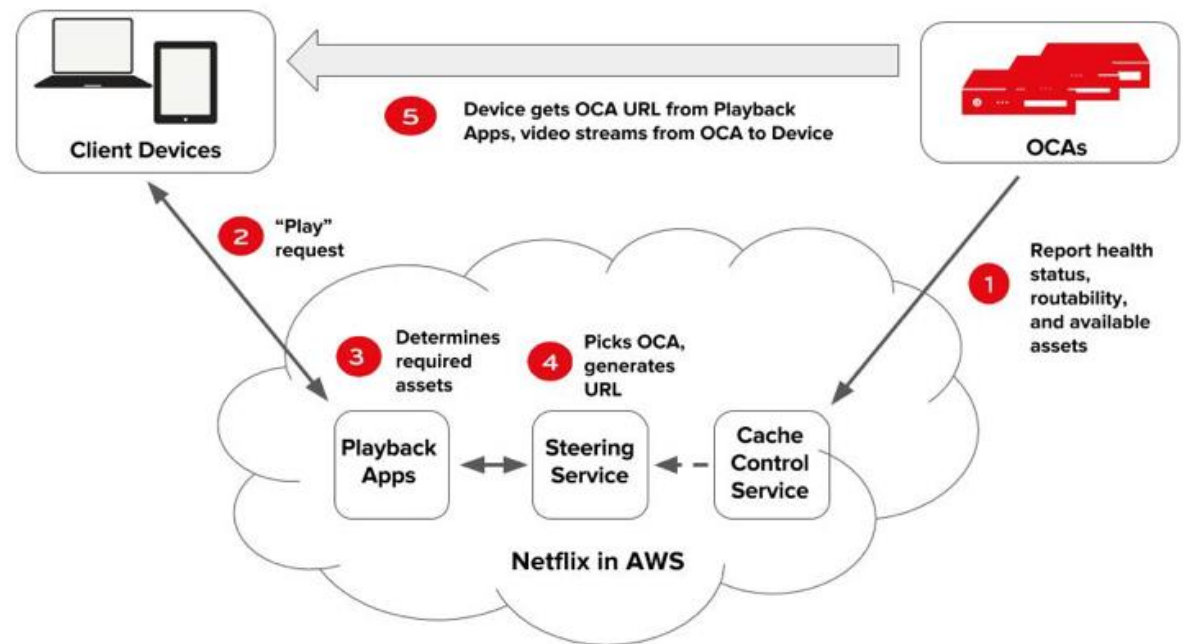 Client Devices
5
Device gets OCA URL from Playback
Apps, video streams from OCA to Device
OCAs
2
“Play”
request
1
Report health
status,
routability,
and available
assets
3
Determines
required
assets
4
Picks OCA,
generates
URL
Playback
Apps
Steering
Service
Cache
Control
Service
Netflix in AWS